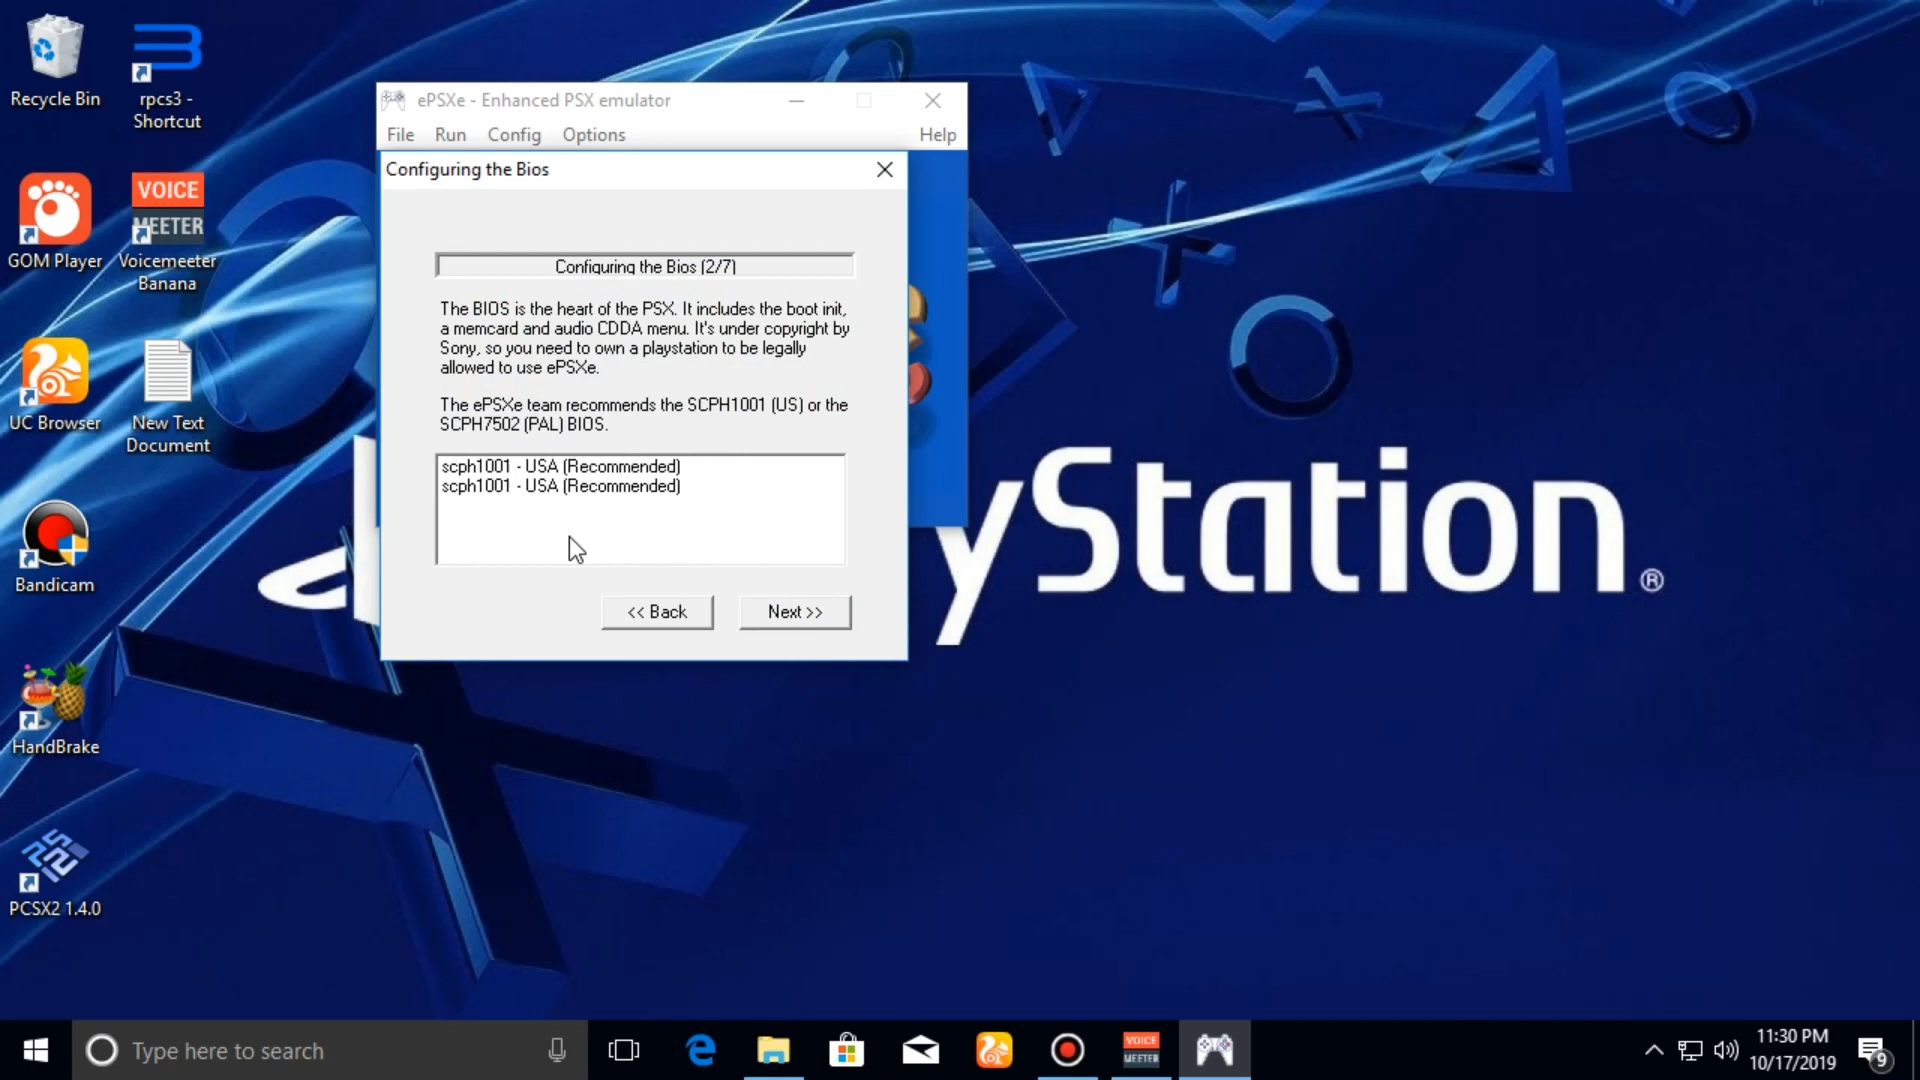 Recycle Bin
rpcs3 -
Shortcut
GOM Player
VOICE
MEETER
Voicemeeter
Banana
UC Browser
New Text
Document
Bandicam
HandBrake
PCSX2 1.4.0
ePSXe - Enhanced PSX emulator
File Run Config Options Help
Configuring the Bios
Configuring the Bios (2/7)
The BIOS is the heart of the PSX. It includes the boot init,
a memcard and audio CDDA menu. It's under copyright by
Sony, so you need to own a playstation to be legally
allowed to use ePSXe.
The ePSXe team recommends the SCPH1001 (US) or the
SCPH7502 (PAL) BIOS.
scph1001 - USA (Recommended)
scph1001 - USA (Recommended)
<< Back Next >>
yStation®
Type here to search
VOICE
MEETER
11:30 PM
10/17/2019
9